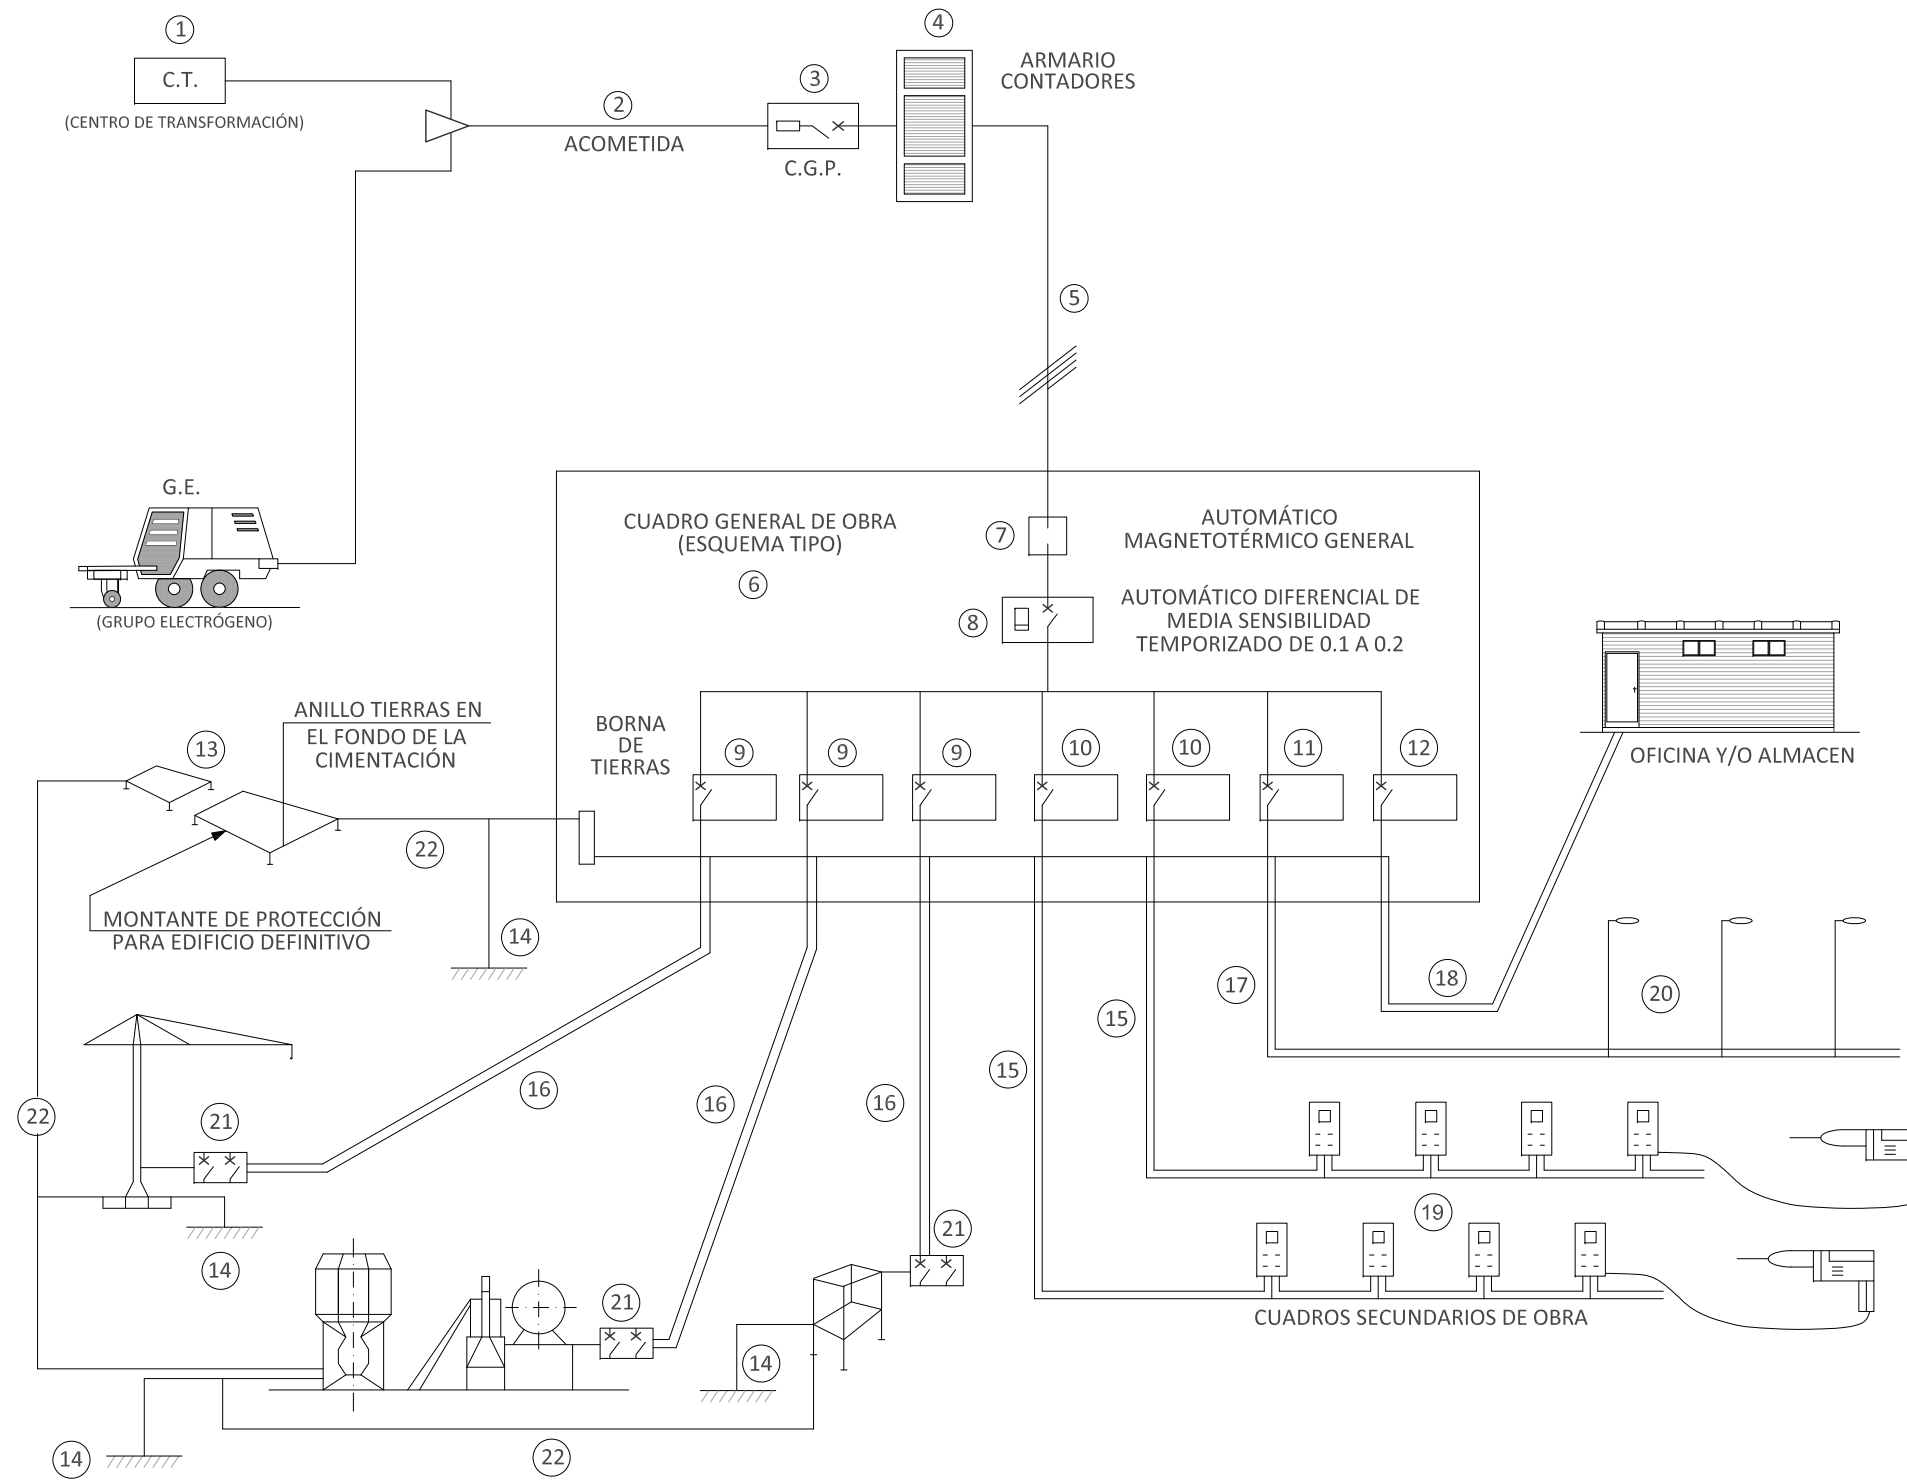 1
4
C.T.
(CENTRO DE TRANSFORMACIÓN)
2
ACOMETIDA
3
C.G.P.
ARMARIO
CONTADORES
5
G.E.
(GRUPO ELECTRÓGENO)
CUADRO GENERAL DE OBRA
(ESQUEMA TIPO)
6
7
AUTOMÁTICO
MAGNETOTÉRMICO GENERAL
8
AUTOMÁTICO DIFERENCIAL DE
MEDIA SENSIBILIDAD
TEMPORIZADO DE 0.1 A 0.2
BORNA
DE
TIERRAS
9
9
9
10
10
11
12
OFICINA Y/O ALMACEN
13
ANILLO TIERRAS EN
EL FONDO DE LA
CIMENTACIÓN
22
MONTANTE DE PROTECCIÓN
PARA EDIFICIO DEFINITIVO
14
18
17
20
15
15
16
16
16
22
21
14
19
21
21
CUADROS SECUNDARIOS DE OBRA
14
14
22